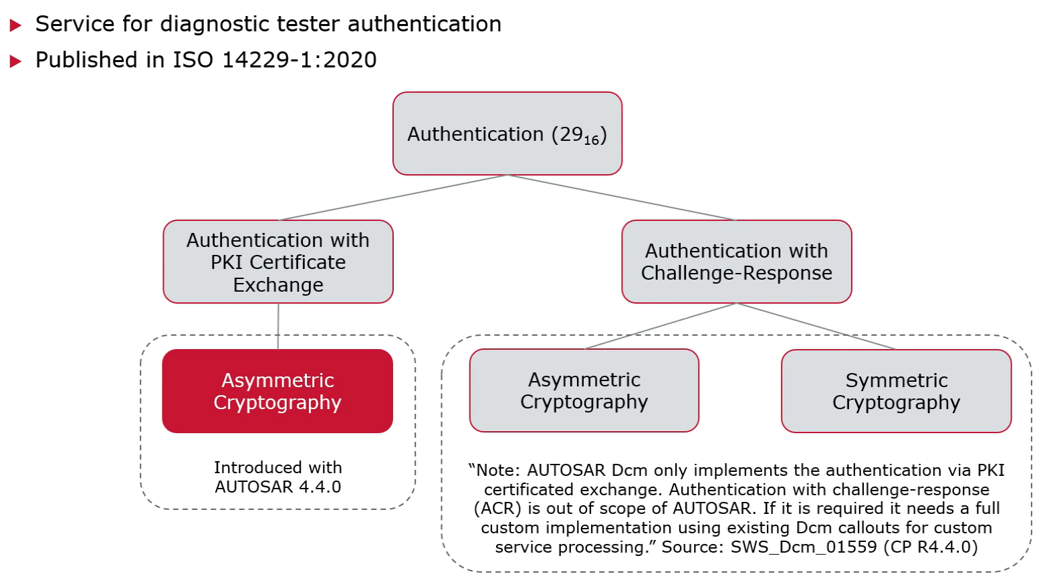 Service for diagnostic tester authentication
Published in ISO 14229-1:2020
Authentication (29₁₆)
Authentication with
PKI Certificate
Exchange
Authentication with
Challenge-Response
Asymmetric
Cryptography
Asymmetric
Cryptography
Symmetric
Cryptography
Introduced with
AUTOSAR 4.4.0
“Note: AUTOSAR Dcm only implements the authentication via PKI
certificated exchange. Authentication with challenge-response
(ACR) is out of scope of AUTOSAR. If it is required it needs a full
custom implementation using existing Dcm callouts for custom
service processing.” Source: SWS_Dcm_01559 (CP R4.4.0)